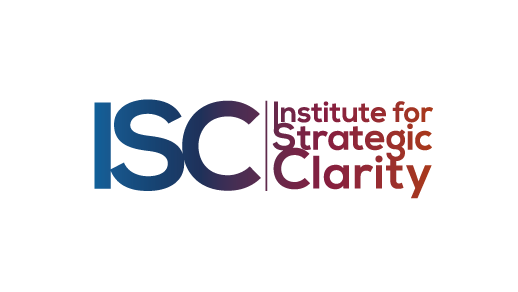 ISC
Institute for
Strategic
Clarity